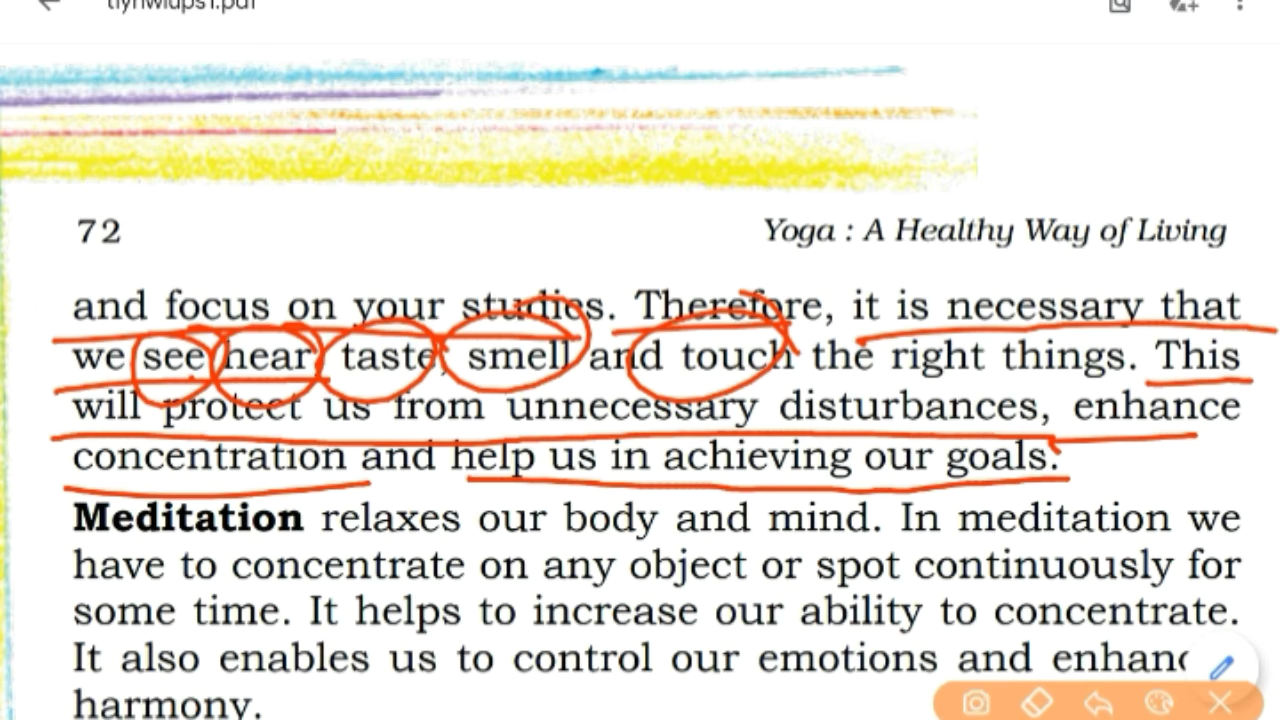 72
Yoga : A Healthy Way of Living
and focus on your studies. Therefore, it is necessary that
we see hear taste, smell and touch the right things. This
will protect us from unnecessary disturbances, enhance
concentration and help us in achieving our goals.
Meditation relaxes our body and mind. In meditation we
have to concentrate on any object or spot continuously for
some time. It helps to increase our ability to concentrate.
It also enables us to control our emotions and
harmony.